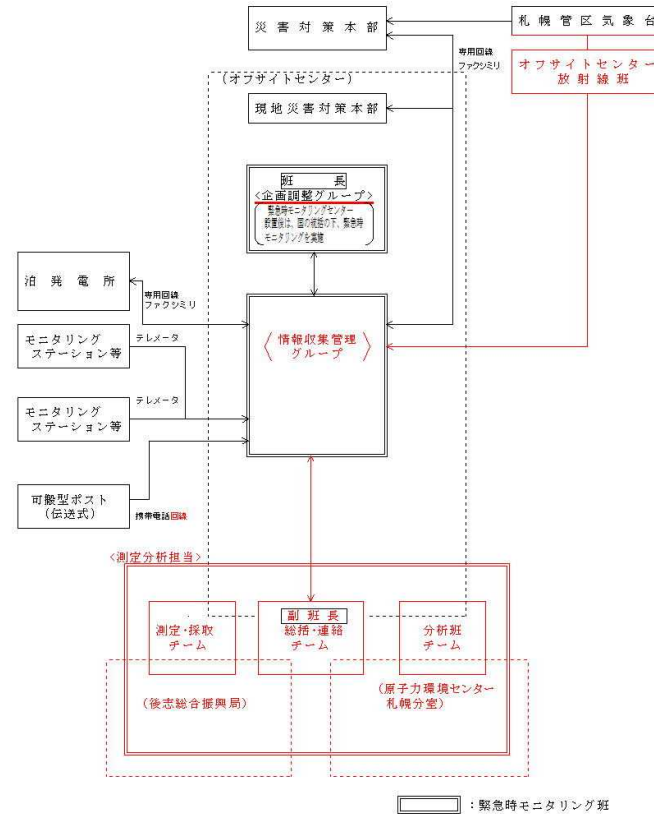 災害対策本部
札幌管区気象台
専用回線
ファクシミリ
オフサイトセンター
放射線班
(オフサイトセンター)
現地災害対策本部
班長
<企画調整グループ>
緊急時モニタリングセンター
設置後は、国の統括の下、緊急時
モニタリングを実施
泊発電所
専用回線
ファクシミリ
モニタリング
ステーション等
テレメータ
〈情報収集管理
グループ〉
モニタリング
ステーション等
テレメータ
可搬型ポスト
(伝送式)
携帯電話回線
<測定分析担当>
副班長
測定・採取
チーム
総括・連絡
チーム
分析班
チーム
(後志総合振興局)
(原子力環境センター
札幌分室)
:緊急時モニタリング班